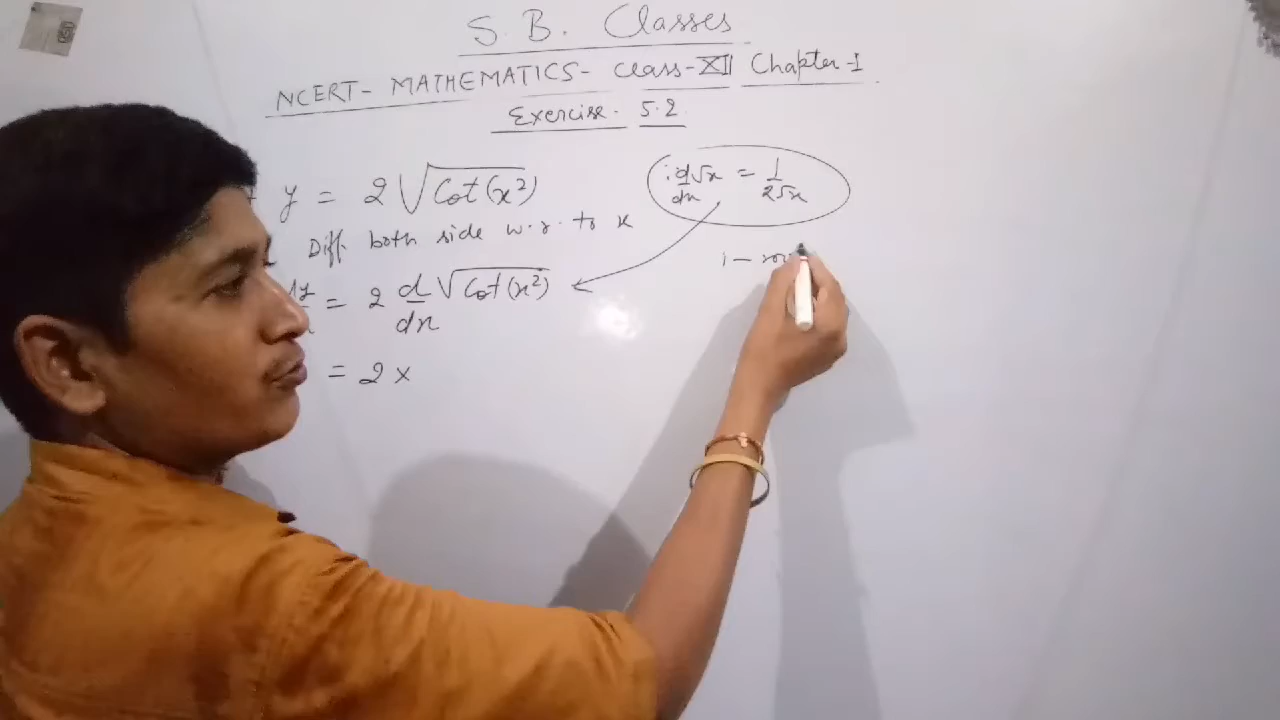 S. B. Classes
NCERT- MATHEMATICS- Class-XII Chapter-I
Exercise- 5.2
y = 2 √Cot(x²)
d/dx √x = 1/2√x
Diff. both side w.r. to x
= 2 d/dx √Cot(x²)
= 2 x